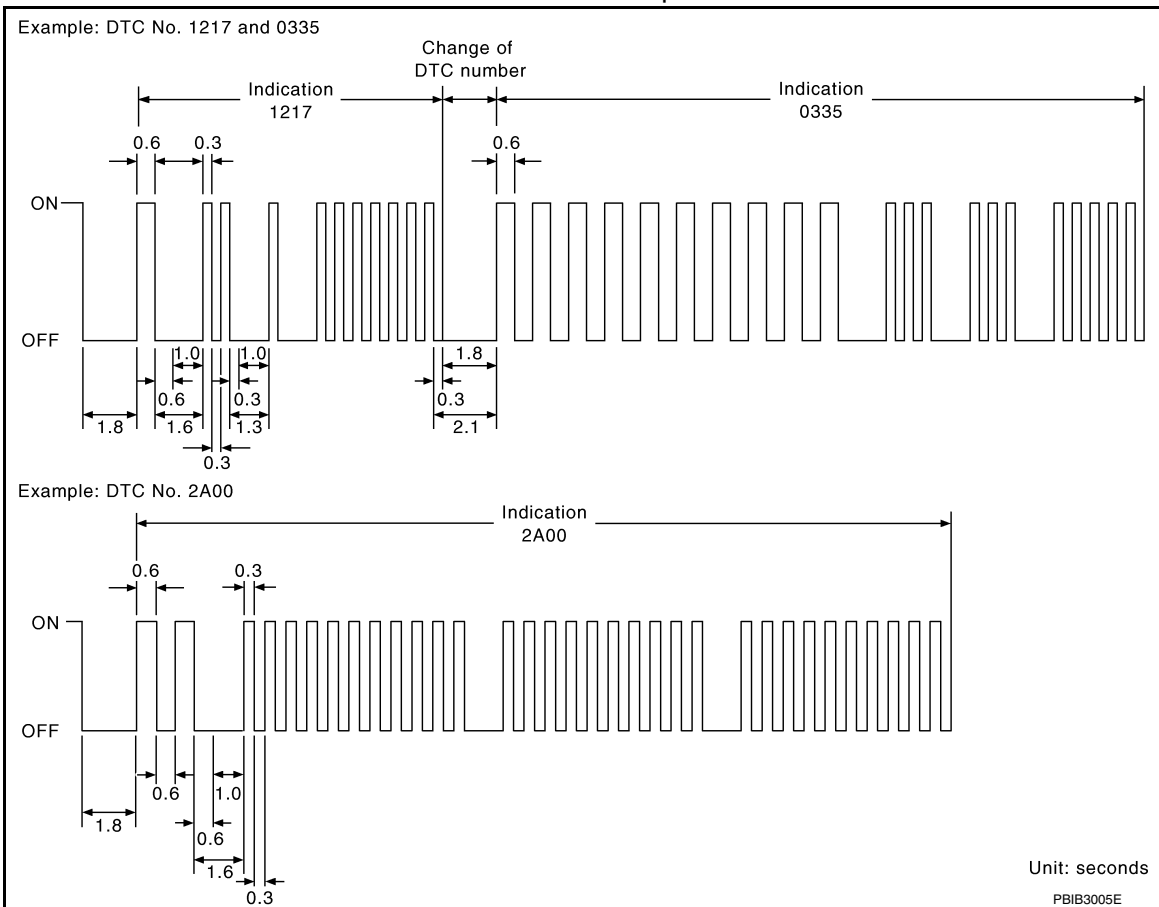 Example: DTC No. 1217 and 0335
Change of
DTC number
Indication
1217
Indication
0335
0.6
0.3
0.6
ON
OFF
1.0
1.0
1.8
0.6
0.3
0.3
1.8
1.6
1.3
2.1
0.3
Example: DTC No. 2A00
Indication
2A00
0.6
0.3
ON
OFF
0.6
1.0
1.8
0.6
1.6
0.3
Unit: seconds
PBIB3005E